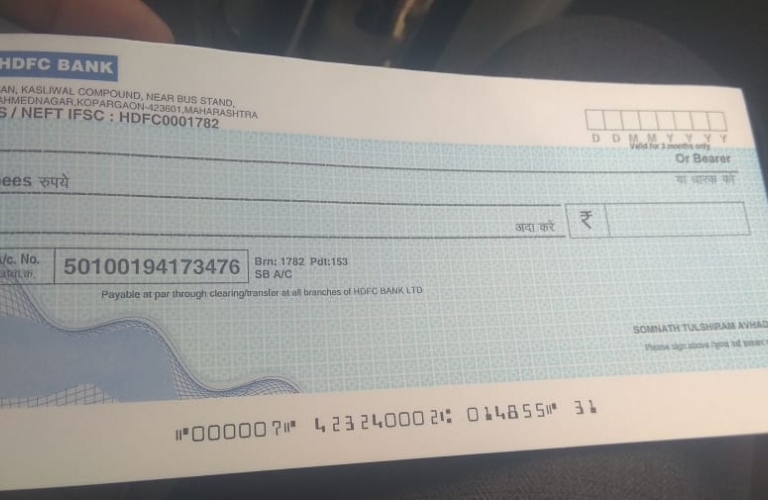 HDFC BANK
AN, KASLIWAL COMPOUND, NEAR BUS STAND,
AHMEDNAGAR,KOPARGAON-423601,MAHARASHTRA
S / NEFT IFSC : HDFC0001782
D D M M Y Y Y Y
Valid for 3 months only
Or Bearer
या धारक को
ees रुपये
अदा करें
₹
A/c. No.
50100194173476
Brn: 1782 Pdt:153
SB A/C
Payable at par through clearing/transfer at all branches of HDFC BANK LTD
SOMNATH TULSHIRAM AVHAD
Please sign above
⑈000007⑈ 423240002⑆ 014855⑈ 31